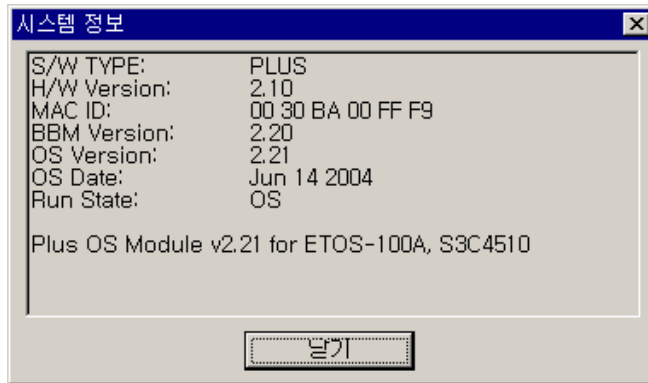 시스템 정보
S/W TYPE: PLUS
H/W Version: 2.10
MAC ID: 00 30 BA 00 FF F9
BBM Version: 2.20
OS Version: 2.21
OS Date: Jun 14 2004
Run State: OS
Plus OS Module v2.21 for ETOS-100A, S3C4510
닫기